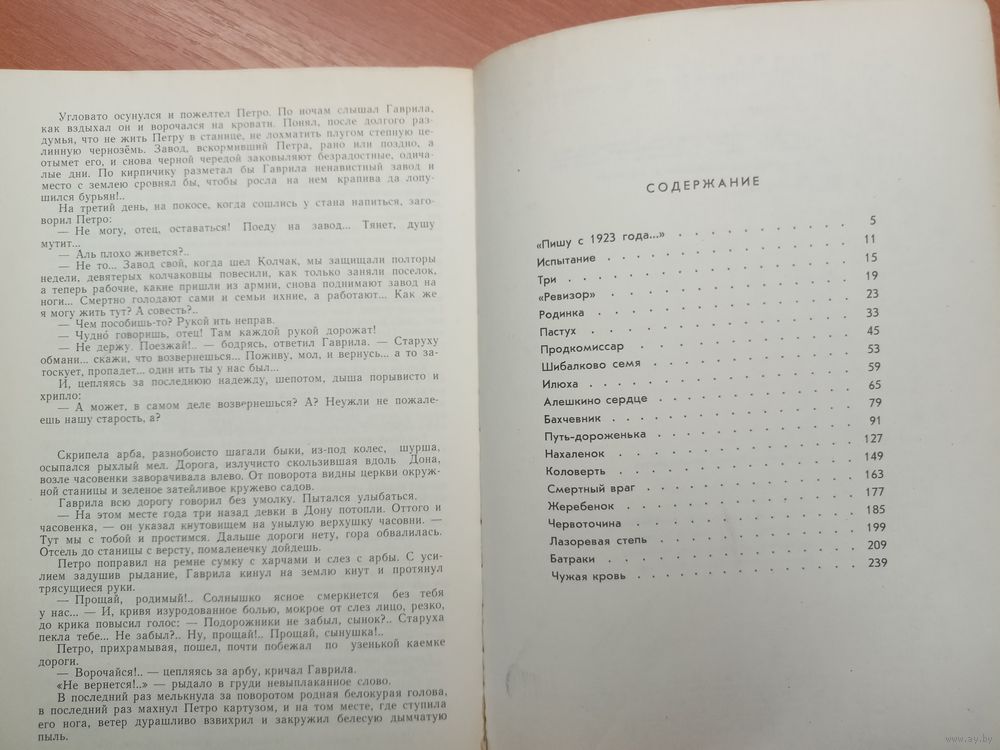 Угловато осунулся и пожелтел Петро. По ночам слышал Гаврила,
как вздыхал он и ворочался на кровати. Понял, после долгого раз-
думья, что не жить Петру в станице, не лохматить плугом степную це-
линную чернозёмь. Завод, вскормивший Петра, рано или поздно, а
отымет его, и снова черной чередой заковыляют безрадостные, одича-
лые дни. По кирпичику разметал бы Гаврила ненавистный завод и
место с землею сровнял бы, чтобы росла на нем крапива да лопу-
шился бурьян!..
На третий день, на покосе, когда сошлись у стана напиться, заго-
ворил Петро:
— Не могу, отец, оставаться! Поеду на завод... Тянет, душу
мутит...
— Аль плохо живется?..
— Не то... Завод свой, когда шел Колчак, мы защищали полторы
недели, девятерых колчаковцы повесили, как только заняли поселок,
а теперь рабочие, какие пришли из армии, снова поднимают завод на
ноги... Смертно голодают сами и семьи ихние, а работают... Как же
я могу жить тут? А совесть?..
— Чем пособишь-то? Рукой ить неправ.
— Чуднó говоришь, отец! Там каждой рукой дорожат!
— Не держу. Поезжай!.. — бодрясь, ответил Гаврила. — Старуху
обмани... скажи, что возвернешься... Поживу, мол, и вернусь... а то за-
тоскует, пропадет... один ить ты у нас был...
И, цепляясь за последнюю надежду, шепотом, дыша порывисто и
хрипло:
— А может, в самом деле возвернешься? А? Неужли не пожале-
ешь нашу старость, а?
Скрипела арба, разнобоисто шагали быки, из-под колес, шурша,
осыпался рыхлый мел. Дорога, излучисто скользившая вдоль Дона,
возле часовенки заворачивала влево. От поворота видны церкви окруж-
ной станицы и зеленое затейливое кружево садов.
Гаврила всю дорогу говорил без умолку. Пытался улыбаться.
— На этом месте года три назад девки в Дону потопли. Оттого и
часовенка, — он указал кнутовищем на унылую верхушку часовни. —
Тут мы с тобой и простимся. Дальше дороги нету, гора обвалилась.
Отсель до станицы с версту, помаленечку дойдешь.
Петро поправил на ремне сумку с харчами и слез с арбы. С уси-
лием задушив рыдание, Гаврила кинул на землю кнут и протянул
трясущиеся руки.
— Прощай, родимый!.. Солнышко ясное смеркнется без тебя
у нас... — И, кривя изуродованное болью, мокрое от слез лицо, резко,
до крика повысил голос: — Подорожники не забыл, сынок?.. Старуха
пекла тебе... Не забыл?.. Ну, прощай!.. Прощай, сынушка!..
Петро, прихрамывая, пошел, почти побежал по узенькой каемке
дороги.
— Ворочайся!.. — цепляясь за арбу, кричал Гаврила.
«Не вернется!..» — рыдало в груди невыплаканное слово.
В последний раз мелькнула за поворотом родная белокурая голова,
в последний раз махнул Петро картузом, и на том месте, где ступила
его нога, ветер дурашливо взвихрил и закружил белесую дымчатую
пыль.
СОДЕРЖАНИЕ
«Пишу с 1923 года...» 5
Испытание 11
Три 15
«Ревизор» 19
Родинка 23
Пастух 33
Продкомиссар 45
Шибалково семя 53
Илюха 59
Алешкино сердце 65
Бахчевник 79
Путь-дороженька 91
Нахаленок 127
Коловерть 149
Смертный враг 163
Жеребенок 177
Червоточина 185
Лазоревая степь 199
Батраки 209
Чужая кровь 239
www.ay.by